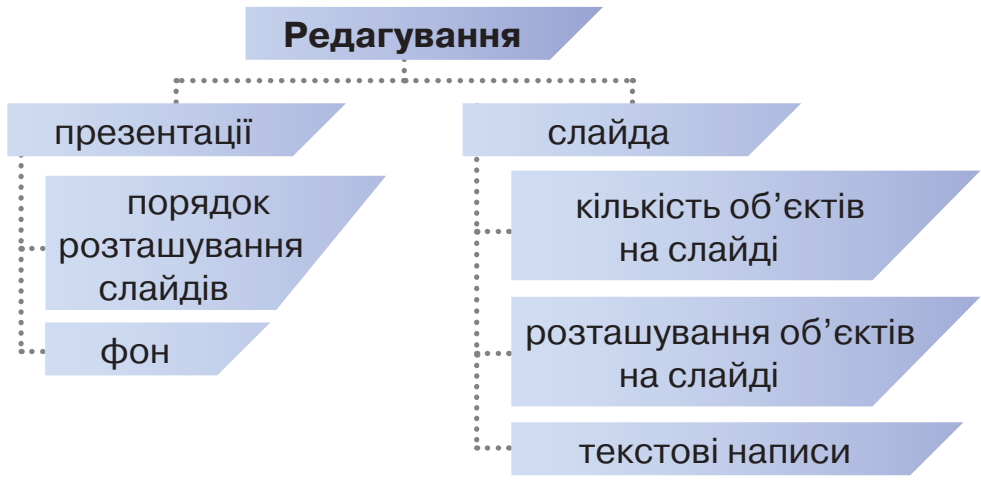 Редагування
презентації
порядок
розташування
слайдів
фон
слайда
кількість об’єктів
на слайді
розташування об’єктів
на слайді
текстові написи